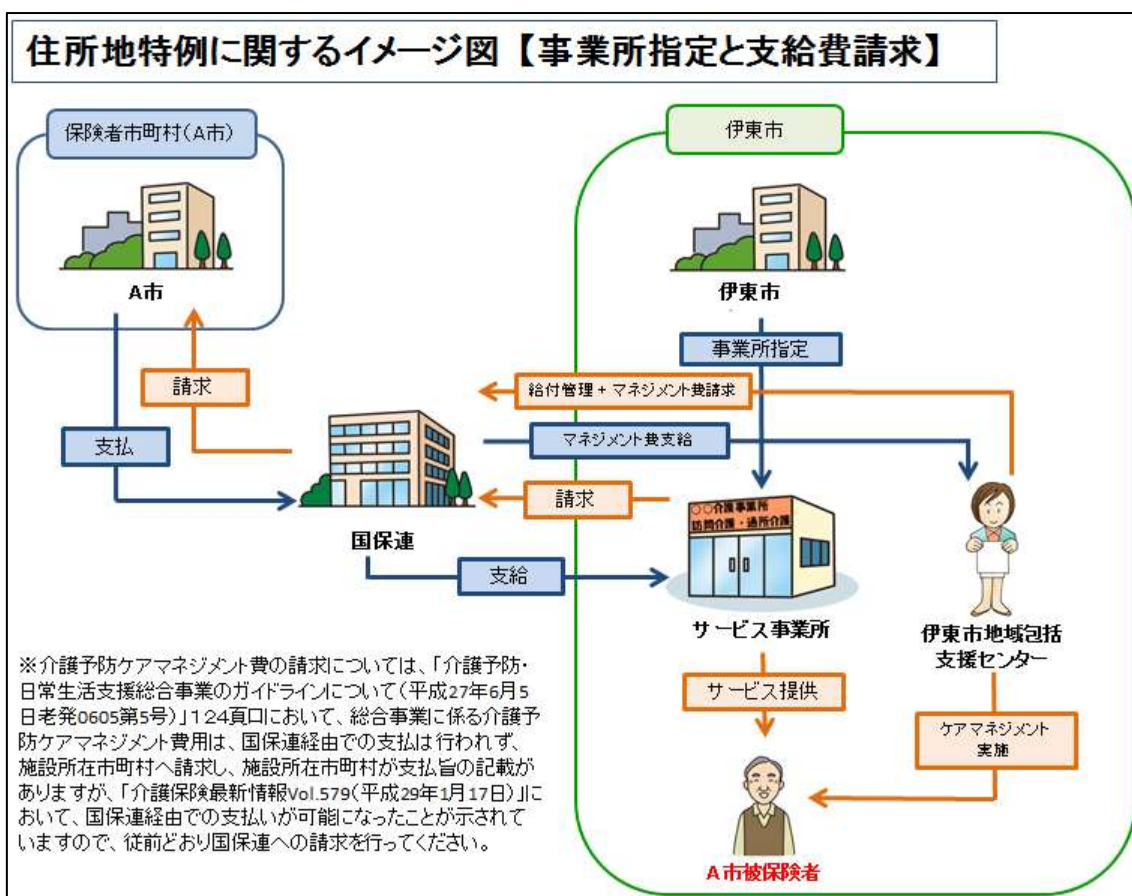 住所地特例に関するイメージ図【事業所指定と支給費請求】
保険者市町村(A市)
伊東市
A市
伊東市
事業所指定
請求
給付管理+マネジメント費請求
支払
マネジメント費支給
請求
○○介護事業所
訪問介護・通所介護
国保連
支給
サービス事業所
伊東市地域包括
支援センター
※介護予防ケアマネジメント費の請求については、「介護予防・
日常生活支援総合事業のガイドラインについて(平成27年6月5
日老発0605第5号)」124頁ロにおいて、総合事業に係る介護予
防ケアマネジメント費用は、国保連経由での支払は行われず、
施設所在市町村へ請求し、施設所在市町村が支払旨の記載が
ありますが、「介護保険最新情報Vol.579(平成29年1月17日)」に
おいて、国保連経由での支払いが可能になったことが示されて
いますので、従前どおり国保連への請求を行ってください。
サービス提供
ケアマネジメント
実施
A市被保険者